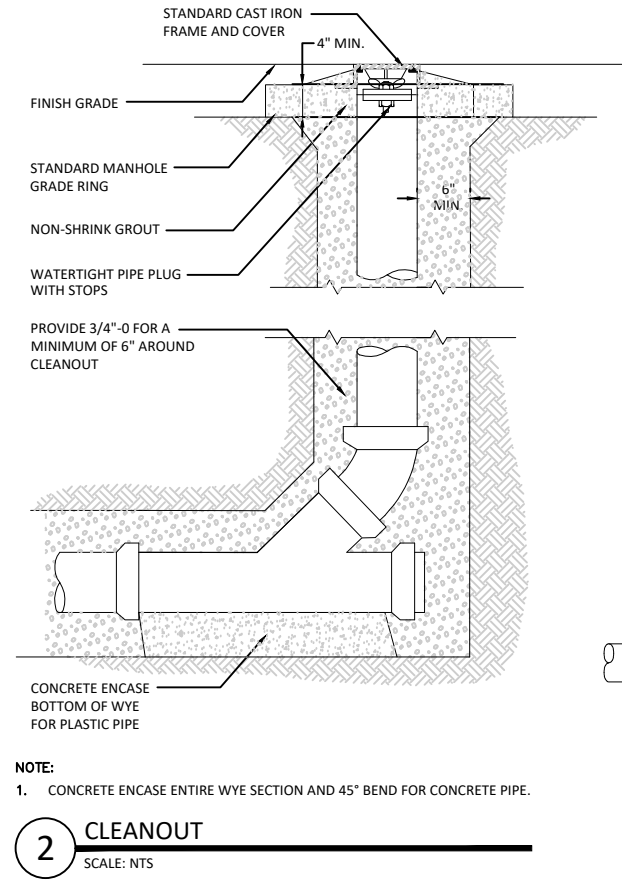 STANDARD CAST IRON
FRAME AND COVER
4" MIN.
FINISH GRADE
STANDARD MANHOLE
GRADE RING
6"
MIN
NON-SHRINK GROUT
WATERTIGHT PIPE PLUG
WITH STOPS
PROVIDE 3/4"-0 FOR A
MINIMUM OF 6" AROUND
CLEANOUT
CONCRETE ENCASE
BOTTOM OF WYE
FOR PLASTIC PIPE
NOTE:
1. CONCRETE ENCASE ENTIRE WYE SECTION AND 45° BEND FOR CONCRETE PIPE.
2 CLEANOUT
SCALE: NTS